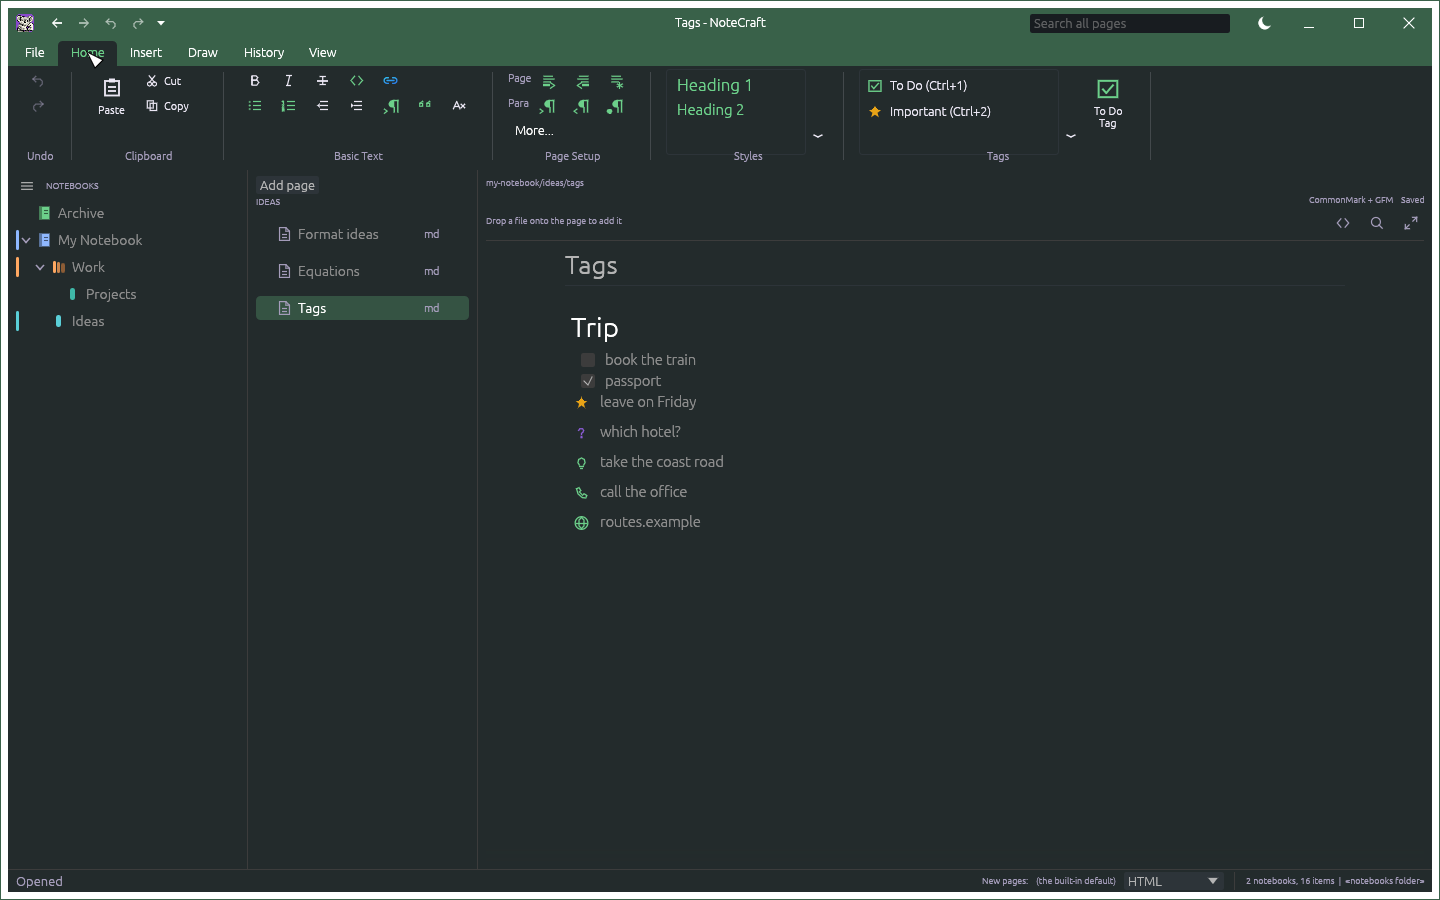 Tags - NoteCraft
Search all pages
File
Home
Insert
Draw
History
View
Paste
Cut
Copy
Page
Para
More...
Heading 1
Heading 2
To Do (Ctrl+1)
Important (Ctrl+2)
To Do
Tag
Undo
Clipboard
Basic Text
Page Setup
Styles
Tags
NOTEBOOKS
Archive
My Notebook
Work
Projects
Ideas
Add page
IDEAS
Format ideas md
Equations md
Tags md
my-notebook/ideas/tags
CommonMark + GFM Saved
Drop a file onto the page to add it
Tags
Trip
book the train
passport
leave on Friday
which hotel?
take the coast road
call the office
routes.example
Opened
New pages: (the built-in default) HTML
2 notebooks, 16 items | «notebooks folder»